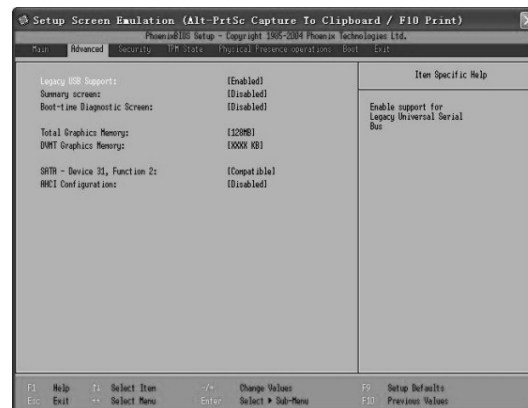 Setup Screen Emulation (Alt-PrtSc Capture To Clipboard / F10 Print)
PhoenixBIOS Setup - Copyright 1985-2004 Phoenix Technologies Ltd.
Main Advanced Security TPM State Physical Presence operations Boot Exit
Item Specific Help
Legacy USB Support: [Enabled]
Summary screen: [Disabled]
Boot-time Diagnostic Screen: [Disabled]
Enable support for
Legacy Universal Serial
Bus
Total Graphics Memory: [128MB]
DVMT Graphics Memory: [XXXX KB]
SATA - Device 31, Function 2: [Compatible]
AHCI Configuration: [Disabled]
F1 Help ↑↓ Select Item -/+ Change Values F9 Setup Defaults
Esc Exit ↔ Select Menu Enter Select ▶ Sub-Menu F10 Previous Values